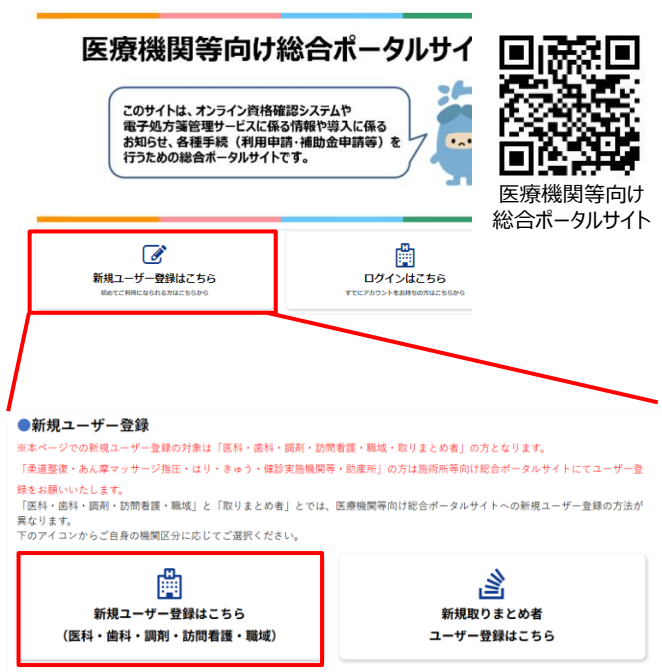 医療機関等向け総合ポータルサイ
このサイトは、オンライン資格確認システムや
電子処方箋管理サービスに係る情報や導入に係る
お知らせ、各種手続（利用申請・補助金申請等）を
行うための総合ポータルサイトです。
医療機関等向け
総合ポータルサイト
新規ユーザー登録はこちら
初めてご利用になられる方はこちらから
ログインはこちら
すでにアカウントをお持ちの方はこちらから
●新規ユーザー登録
※本ページでの新規ユーザー登録の対象は「医科・歯科・調剤・訪問看護・職域・取りまとめ者」の方となります。
「柔道整復・あん摩マッサージ指圧・はり・きゅう・健診実施機関等・助産所」の方は施術所等向け総合ポータルサイトにてユーザー登
録をお願いいたします。
「医科・歯科・調剤・訪問看護・職域」と「取りまとめ者」とでは、医療機関等向け総合ポータルサイトへの新規ユーザー登録の方法が
異なります。
下のアイコンからご自身の機関区分に応じてご選択ください。
新規ユーザー登録はこちら
（医科・歯科・調剤・訪問看護・職域）
新規取りまとめ者
ユーザー登録はこちら